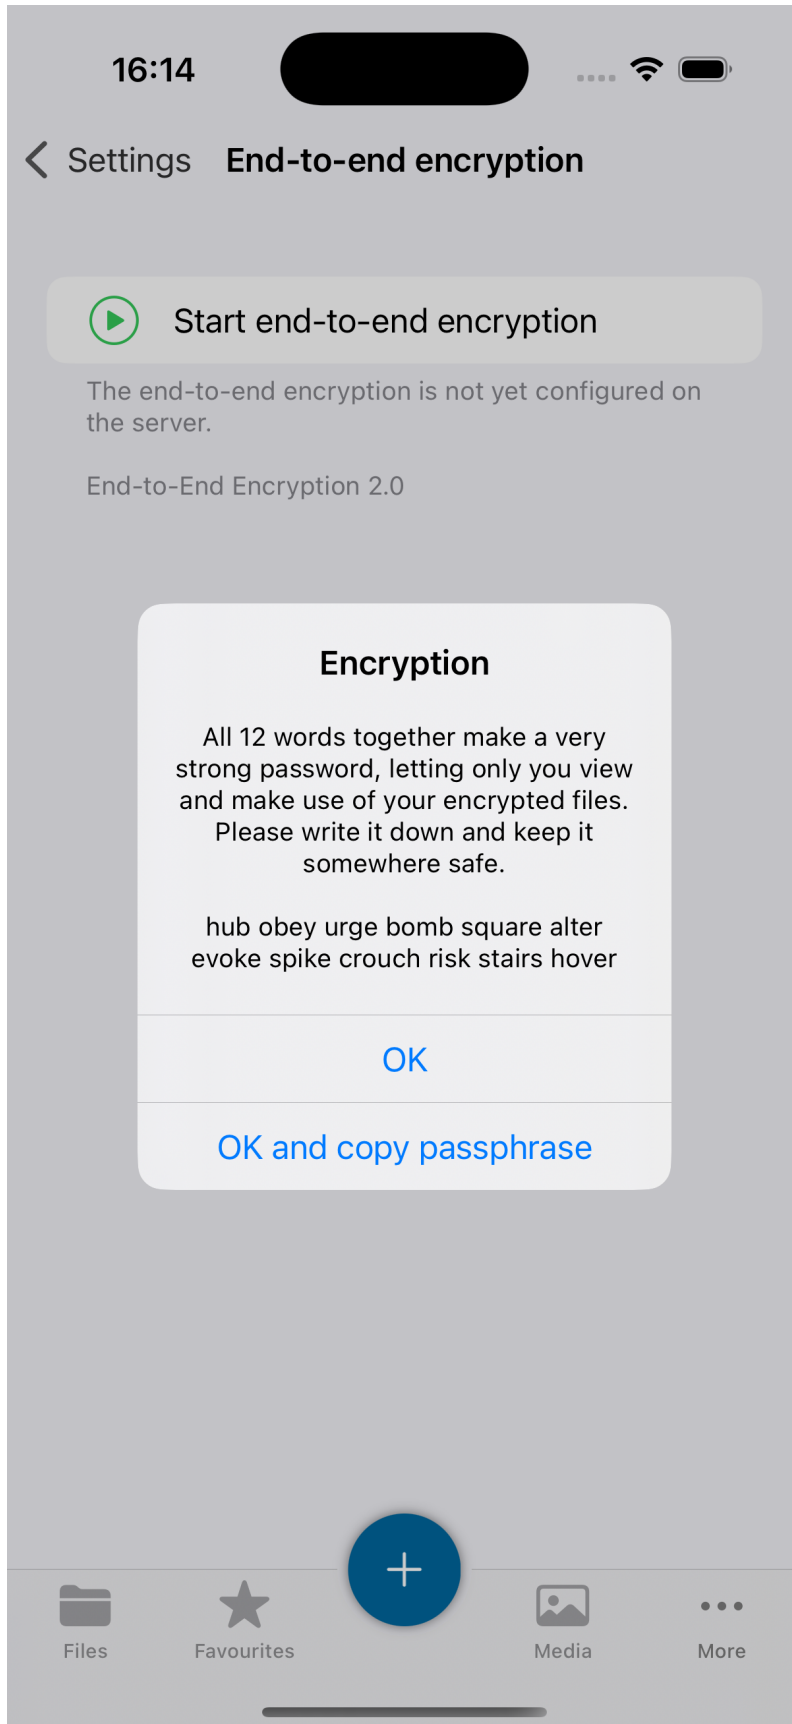 16:14
Settings End-to-end encryption
Start end-to-end encryption
The end-to-end encryption is not yet configured on
the server.
End-to-End Encryption 2.0
Encryption
All 12 words together make a very
strong password, letting only you view
and make use of your encrypted files.
Please write it down and keep it
somewhere safe.
hub obey urge bomb square alter
evoke spike crouch risk stairs hover
OK
OK and copy passphrase
Files Favourites Media More